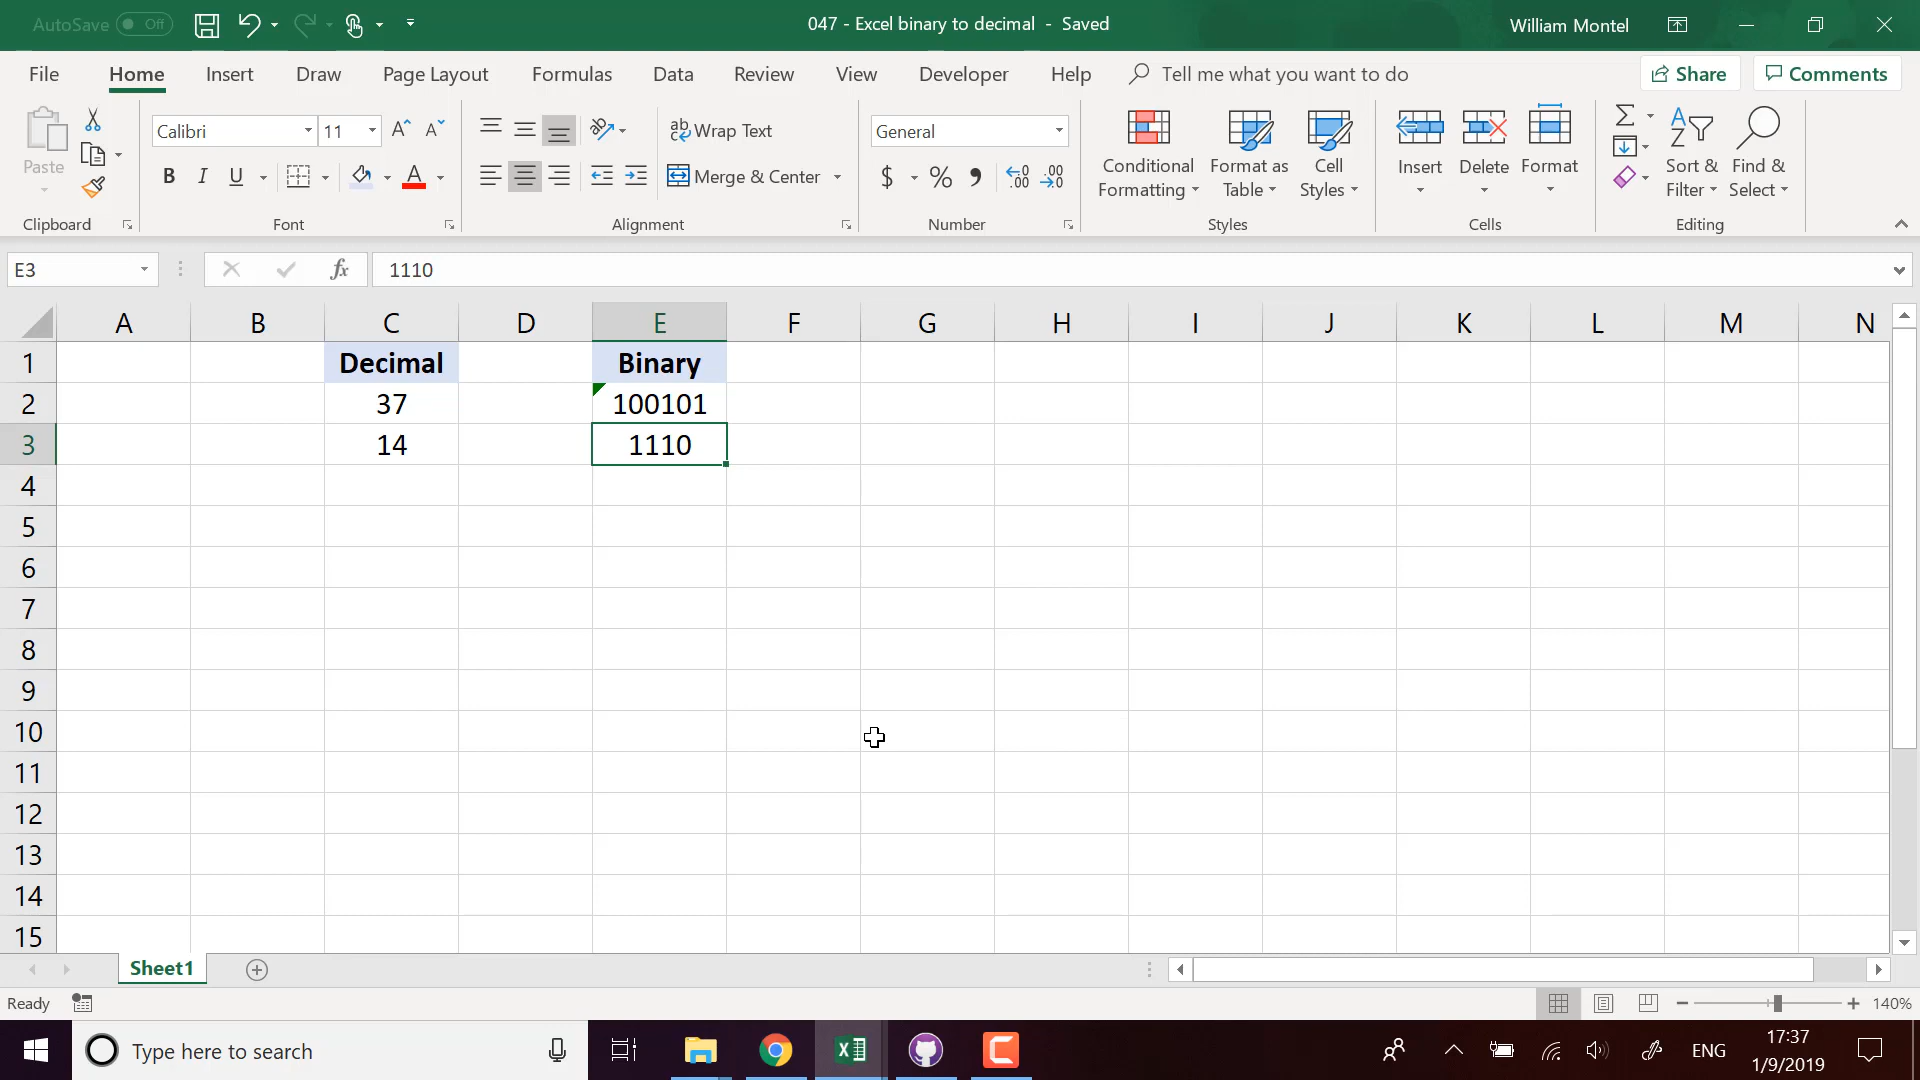 AutoSave Off
047 - Excel binary to decimal - Saved
William Montel
File Home Insert Draw Page Layout Formulas Data Review View Developer Help Tell me what you want to do Share Comments
Paste
Clipboard
Calibri 11
A A
B I U A
Font
ab Wrap Text
Merge & Center
Alignment
General
$ % , .00 .00
Number
Conditional Formatting
Format as Table
Cell Styles
Styles
Insert Delete Format
Cells
Sort & Filter
Find & Select
Editing
E3 fx 1110
A B C D E F G H I J K L M N
1 Decimal Binary
2 37 100101
3 14 1110
4
5
6
7
8
9
10
11
12
13
14
15
Sheet1
Ready 140%
Type here to search
ENG
17:37
1/9/2019